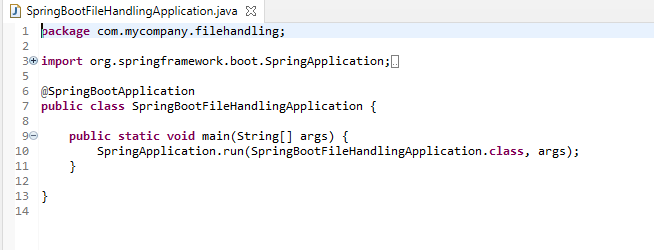 SpringBootFileHandlingApplication.java
1 package com.mycompany.filehandling;
2
3 import org.springframework.boot.SpringApplication;
5
6 @SpringBootApplication
7 public class SpringBootFileHandlingApplication {
8
9 public static void main(String[] args) {
10 SpringApplication.run(SpringBootFileHandlingApplication.class, args);
11 }
12
13 }
14